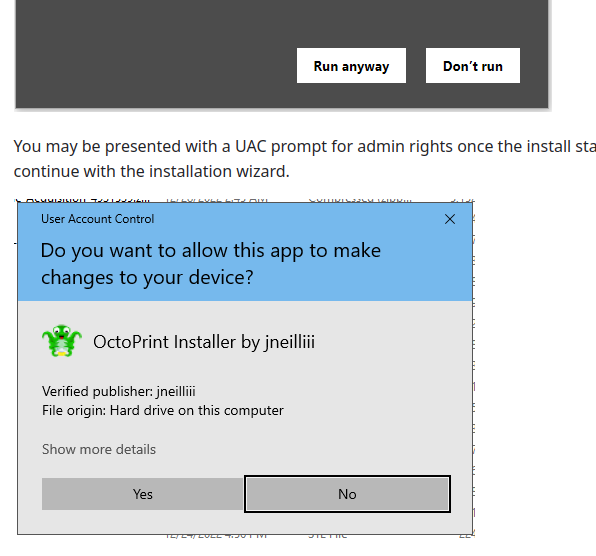 Run anyway
Don't run
You may be presented with a UAC prompt for admin rights once the install sta
continue with the installation wizard.
User Account Control
Do you want to allow this app to make
changes to your device?
OctoPrint Installer by jneilliii
Verified publisher: jneilliii
File origin: Hard drive on this computer
Show more details
Yes
No